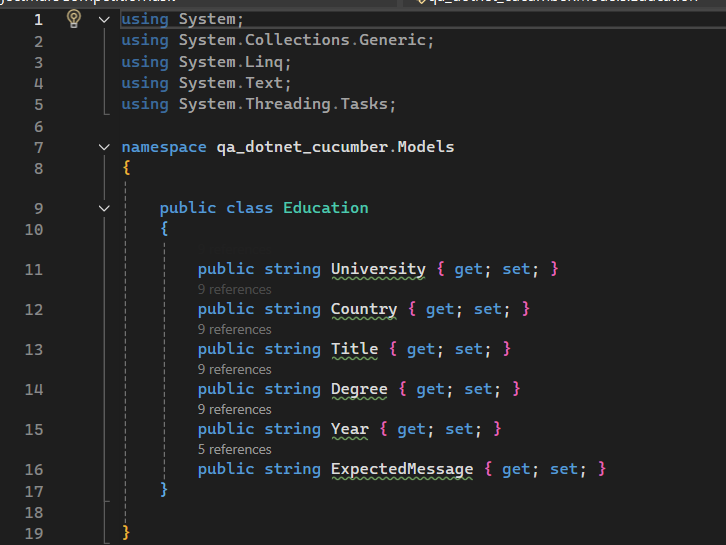 1 using System;
2 using System.Collections.Generic;
3 using System.Linq;
4 using System.Text;
5 using System.Threading.Tasks;
6
7 namespace qa_dotnet_cucumber.Models
8 {
9 public class Education
10 {
11 public string University { get; set; }
9 references
12 public string Country { get; set; }
9 references
13 public string Title { get; set; }
9 references
14 public string Degree { get; set; }
9 references
15 public string Year { get; set; }
5 references
16 public string ExpectedMessage { get; set; }
17 }
18
19 }